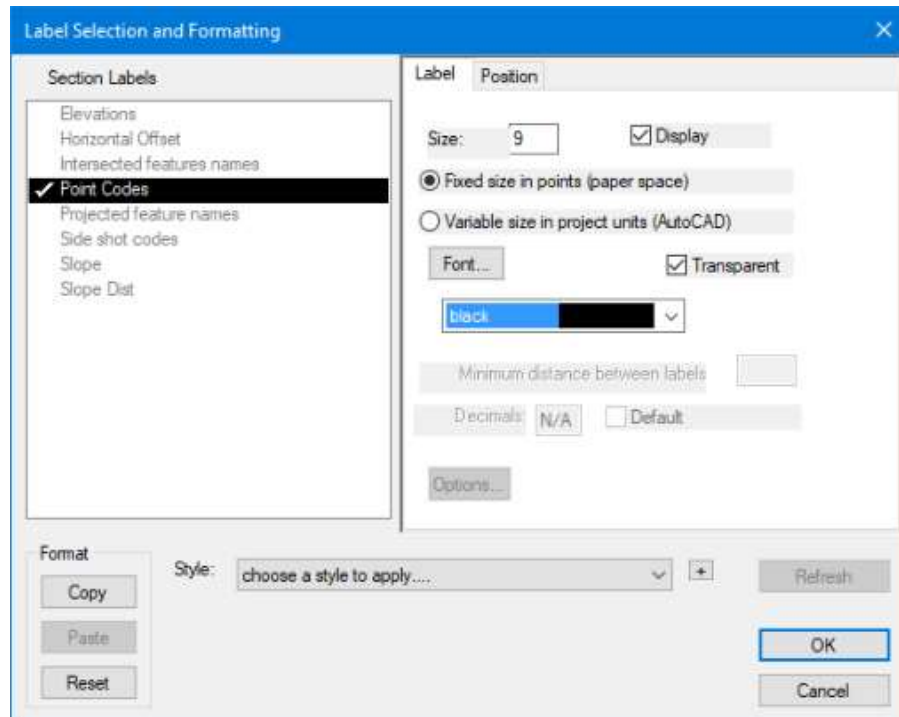 Label Selection and Formatting
Section Labels
Elevations
Horizontal Offset
Intersected features names
Point Codes
Projected feature names
Side shot codes
Slope
Slope Dist
Label Position
Size: 9 Display
Fixed size in points (paper space)
Variable size in project units (AutoCAD)
Font... Transparent
black
Minimum distance between labels
Decimals: N/A Default
Options...
Format
Copy
Paste
Reset
Style: choose a style to apply.... + Refresh
OK
Cancel